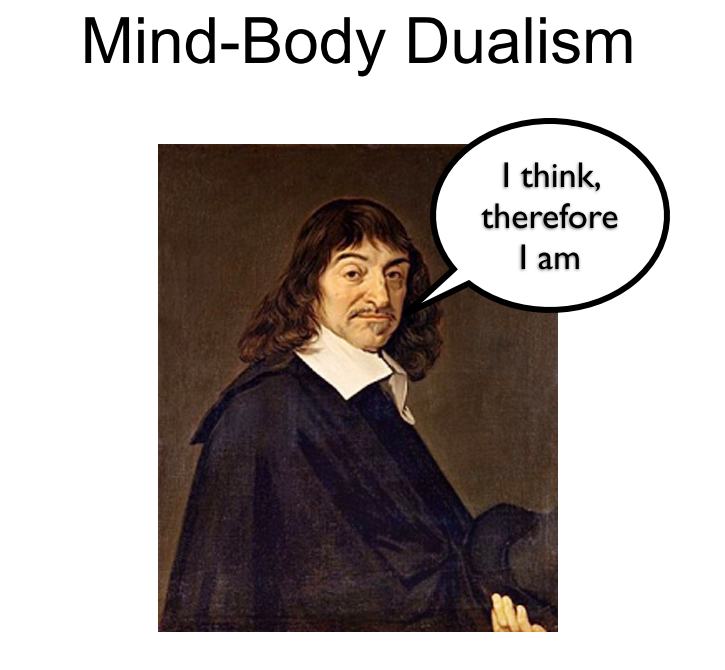 Mind-Body Dualism
I think,
therefore
I am